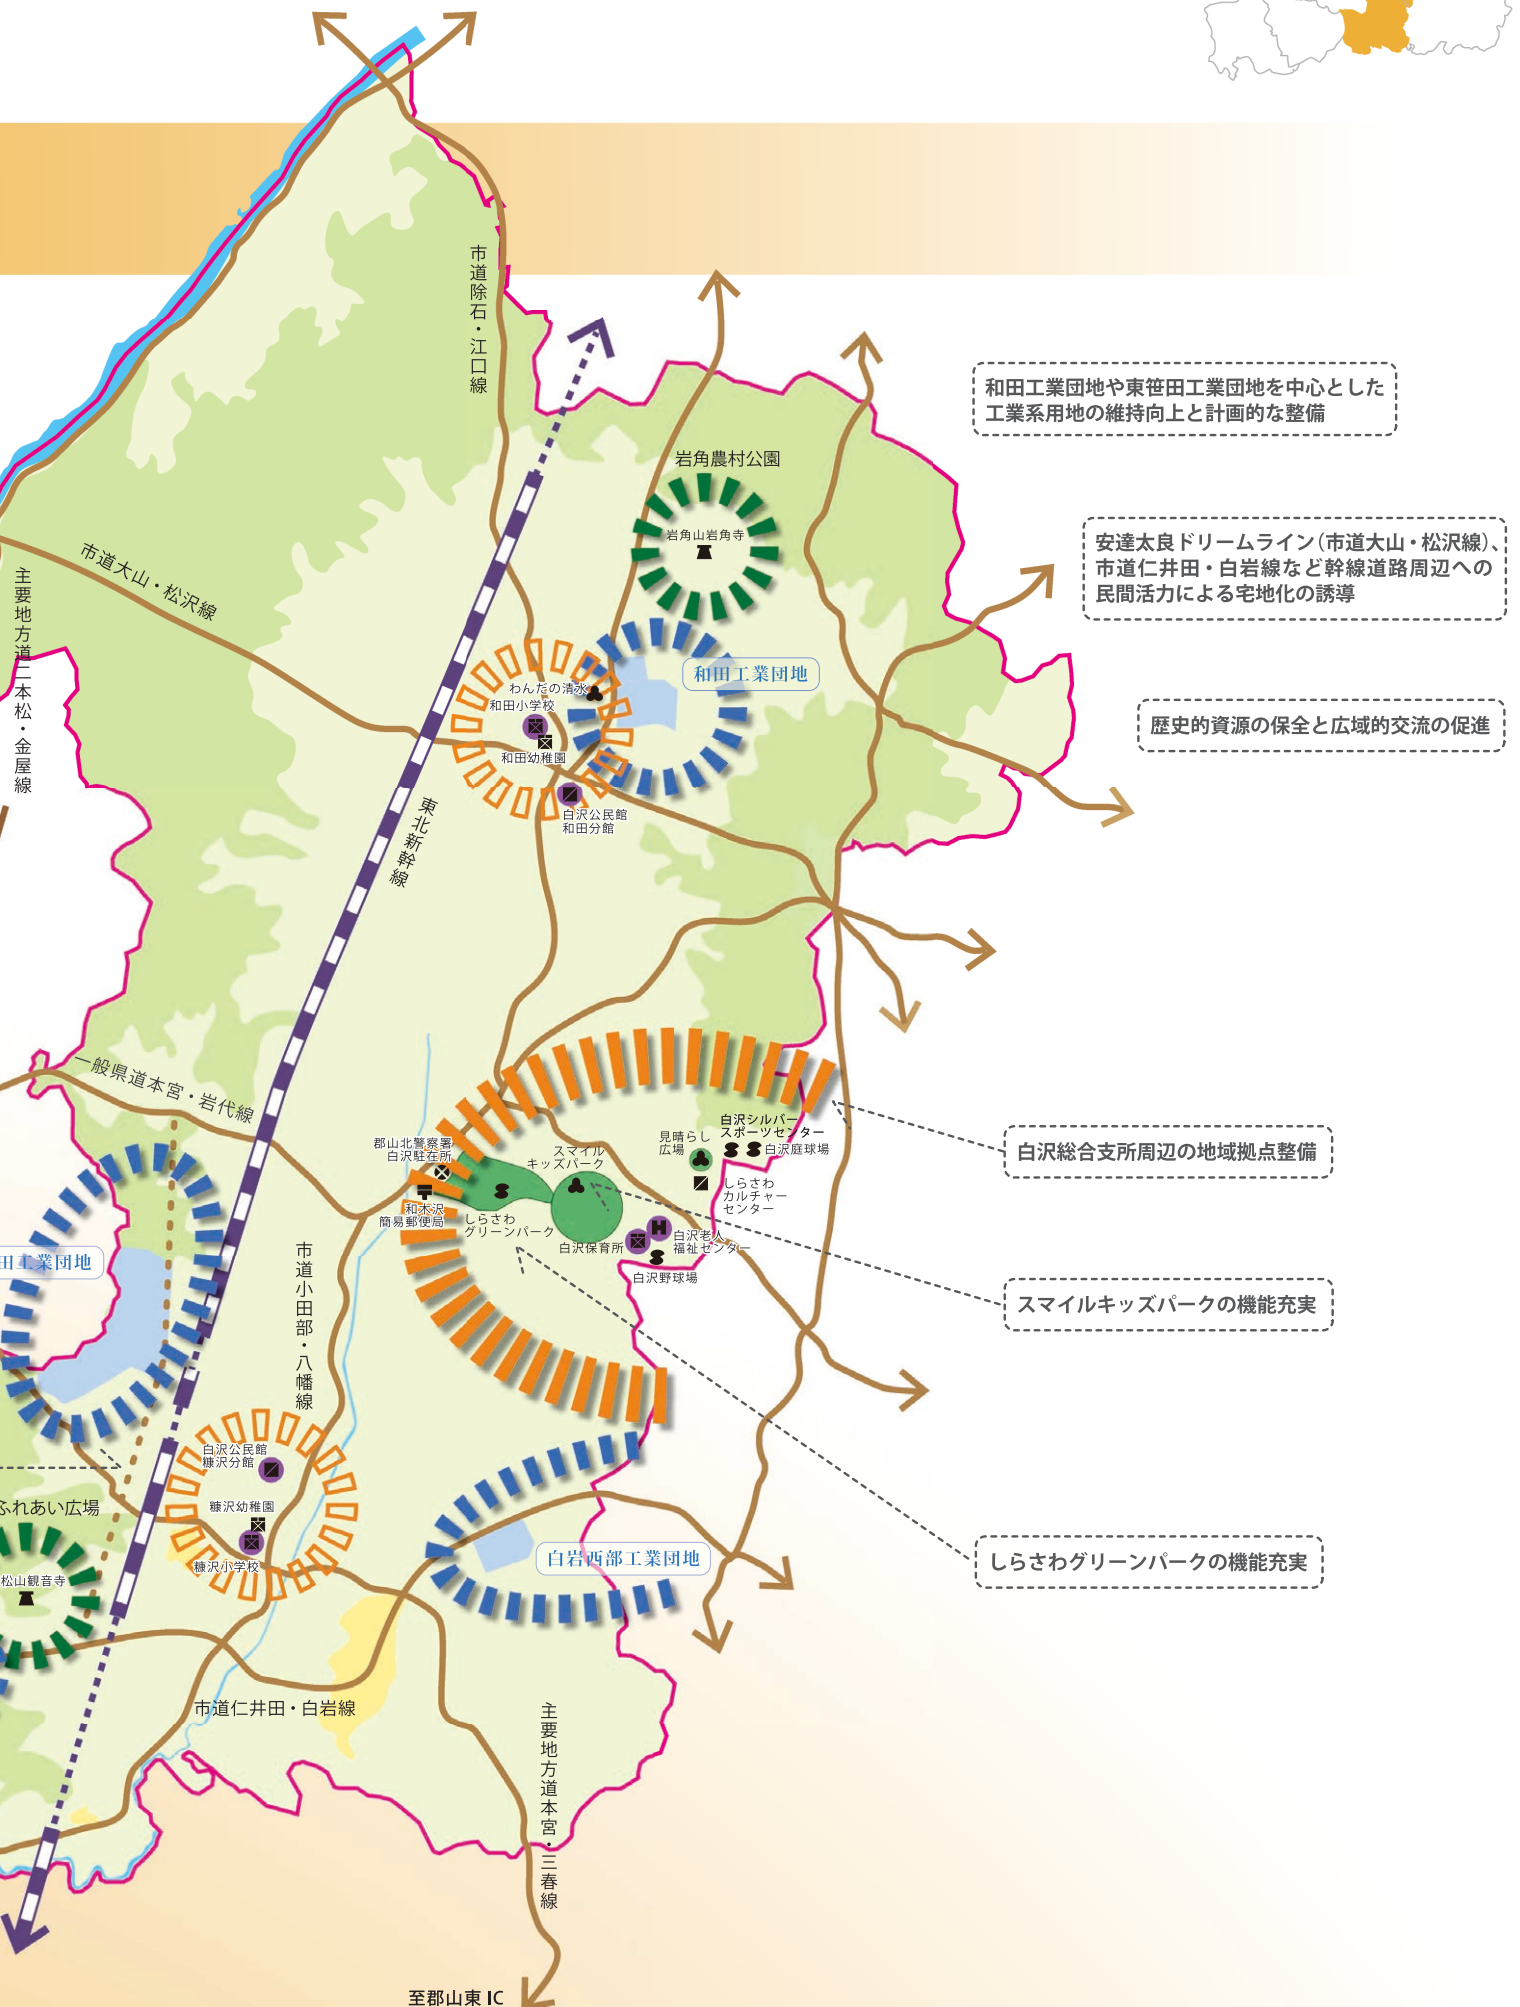 市道除石・江口線
和田工業団地や東笹田工業団地を中心とした
工業系用地の維持向上と計画的な整備
岩角農村公園
岩角山岩角寺
安達太良ドリームライン（市道大山・松沢線）、
市道仁井田・白岩線など幹線道路周辺への
民間活力による宅地化の誘導
市道大山・松沢線
主要地方道二本松・金屋線
和田工業団地
わんだの清水
和田小学校
和田幼稚園
歴史的資源の保全と広域的交流の促進
白沢公民館
和田分館
東北新幹線
一般県道本宮・岩代線
郡山北警察署
白沢駐在所
スマイル
キッズパーク
見晴らし
広場
白沢シルバー
スポーツセンター
白沢庭球場
白沢総合支所周辺の地域拠点整備
しらさわ
カルチャー
センター
和木沢
簡易郵便局
しらさわ
グリーンパーク
白沢保育所
白沢老人
福祉センター
白沢野球場
田工業団地
市道小田部・八幡線
スマイルキッズパークの機能充実
白沢公民館
糠沢分館
糠沢幼稚園
糠沢小学校
ふれあい広場
松山観音寺
白岩西部工業団地
しらさわグリーンパークの機能充実
市道仁井田・白岩線
主要地方道本宮・三春線
至郡山東 IC